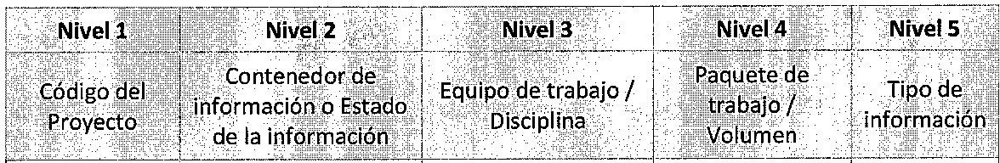 Nivel 1 Nivel 2 Nivel 3 Nivel 4 Nivel 5
Código del
Proyecto
Contenedor de
información o Estado
de la información
Equipo de trabajo /
Disciplina
Paquete de
trabajo /
Volumen
Tipo de
información